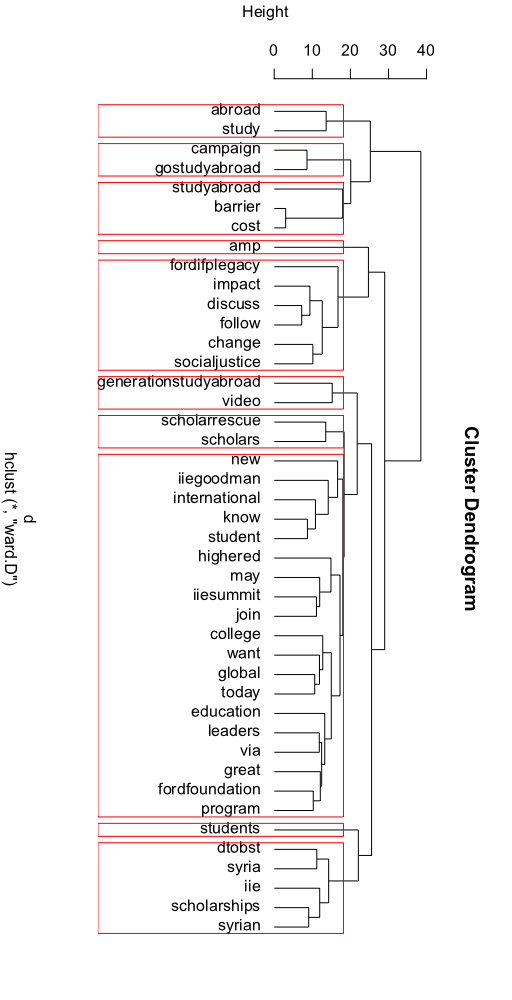 Height
0 10 20 30 40
abroad
study
campaign
gostudyabroad
studyabroad
barrier
cost
amp
fordifplegacy
impact
discuss
follow
change
socialjustice
generationstudyabroad
video
scholarrescue
scholars
new
iiegoodman
international
know
student
highered
may
iiesummit
join
college
want
global
today
education
leaders
via
great
fordfoundation
program
students
dtobst
syria
iie
scholarships
syrian
Cluster Dendrogram
d
hclust (*, "ward.D")